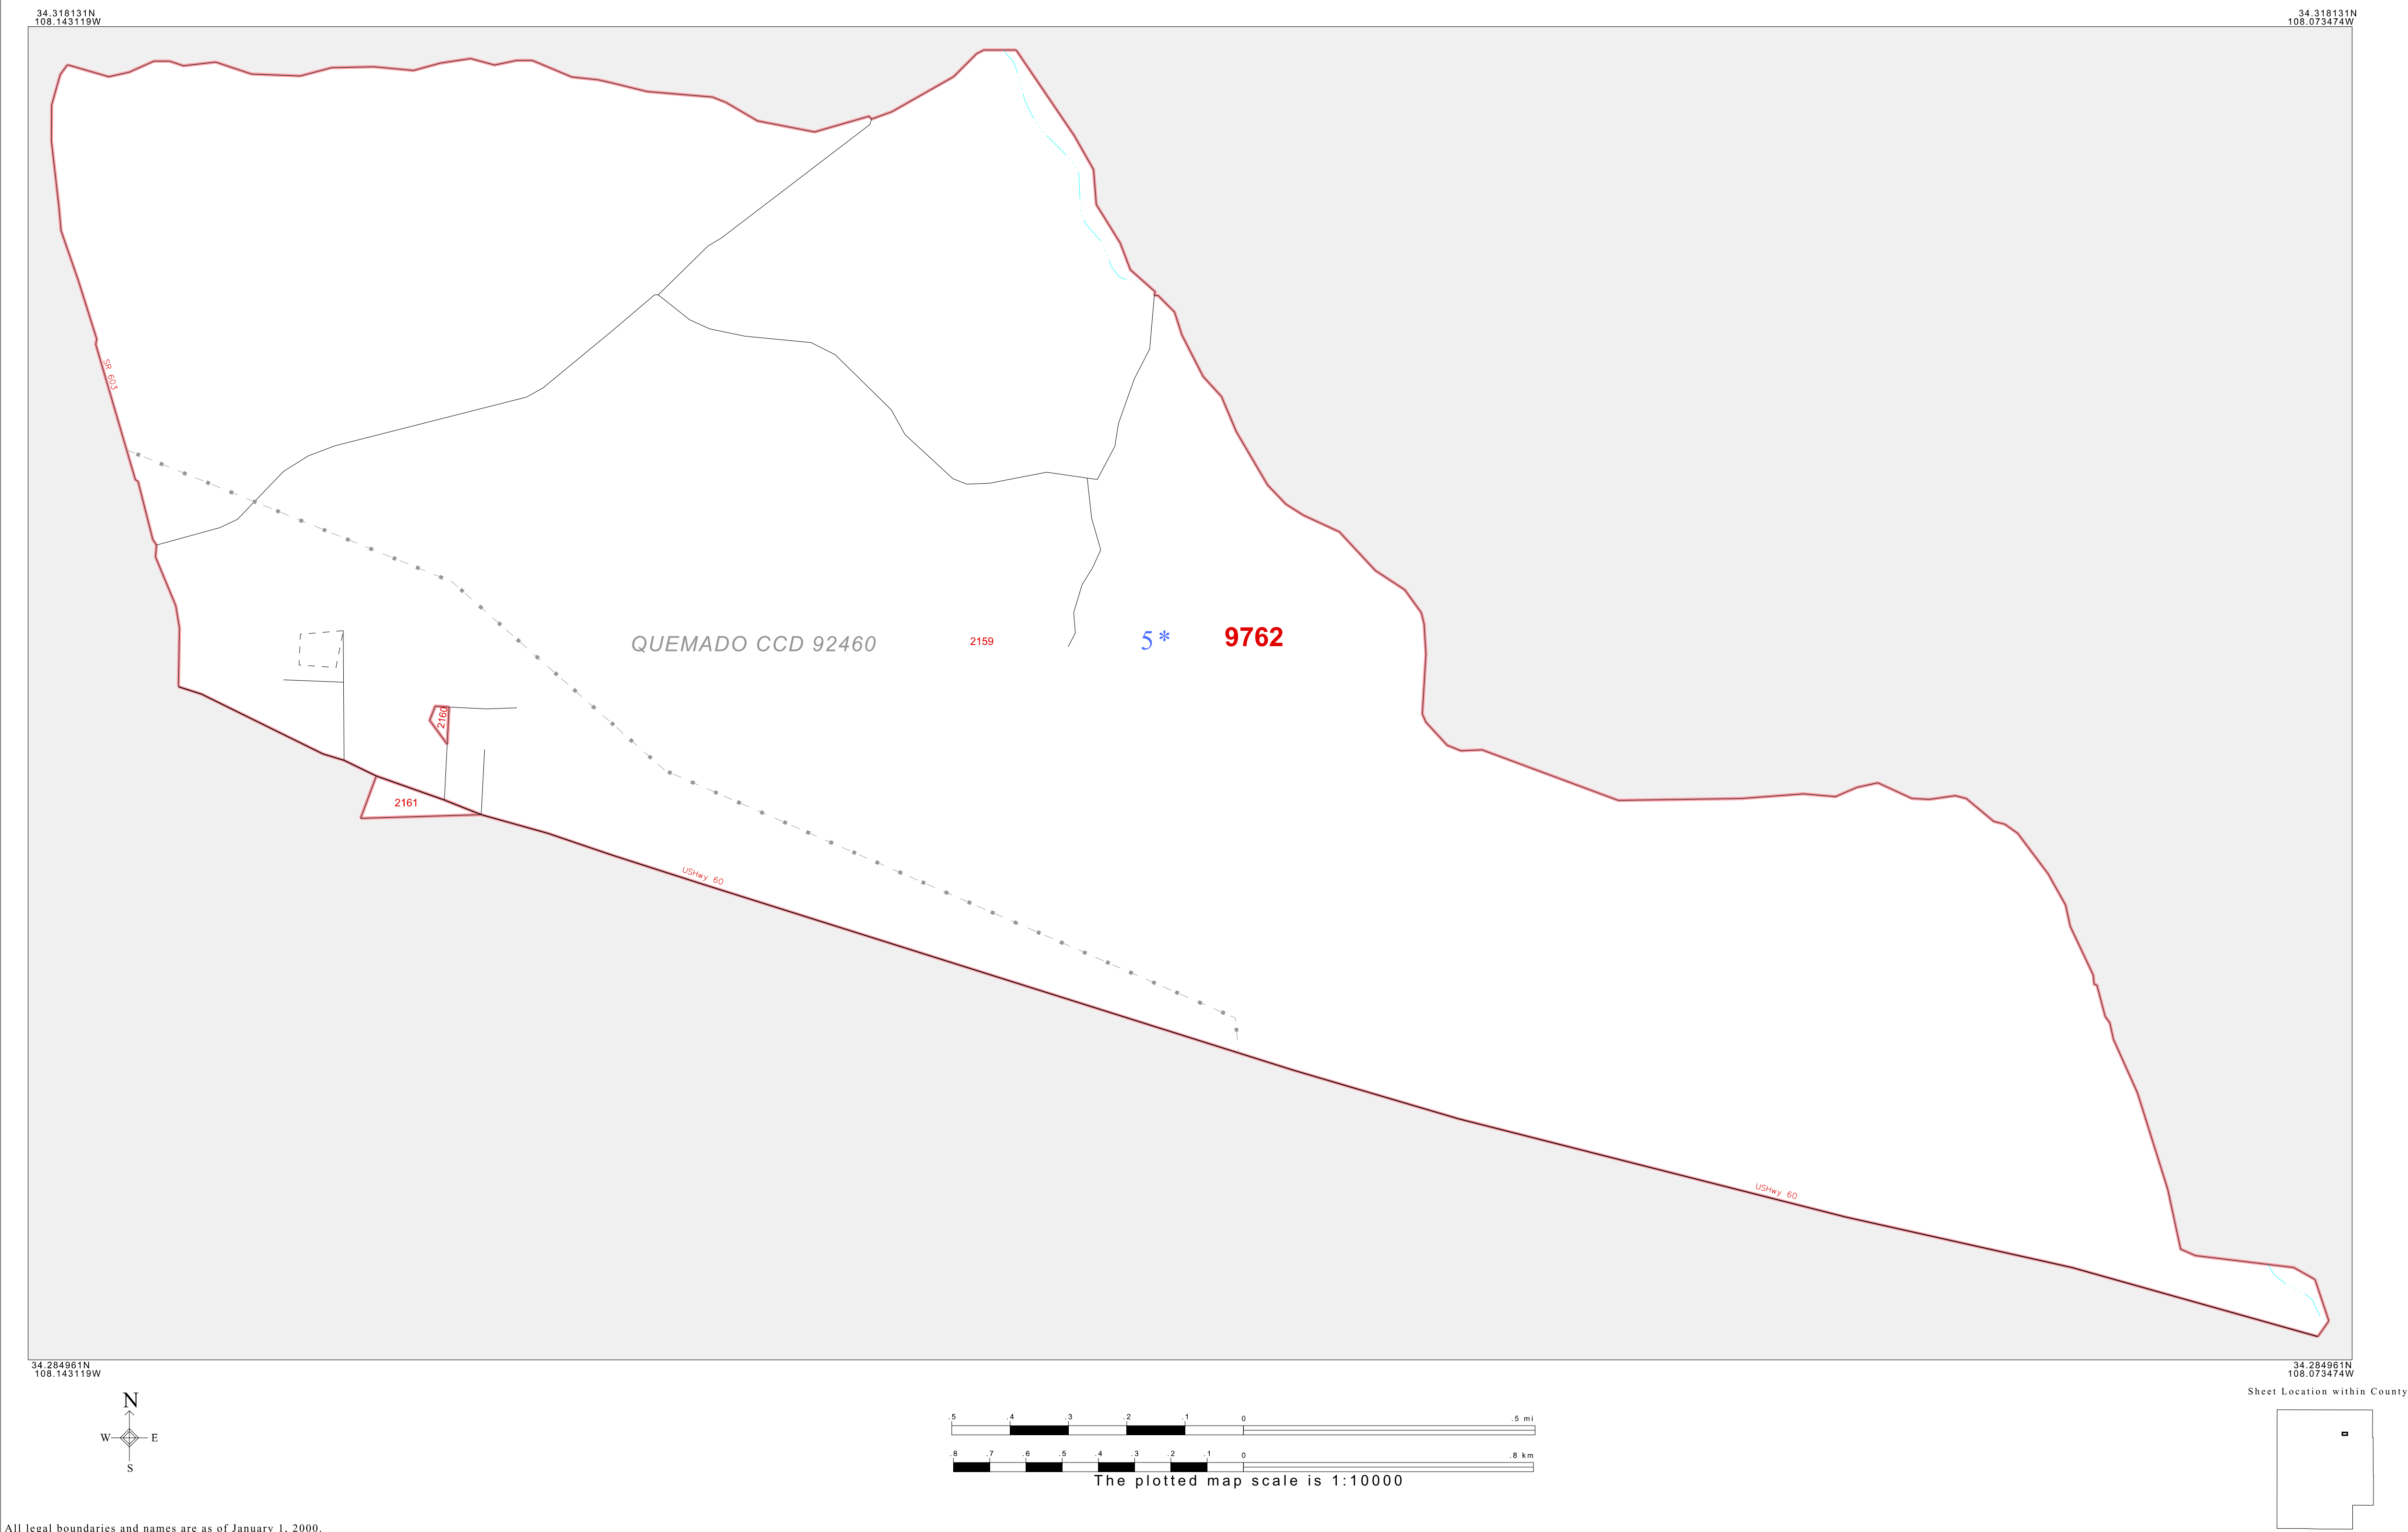 34.318131N
108.143119W
34.318131N
108.073474W
SR 603
QUEMADO CCD 92460
2159
5*
9762
2160
2161
USHwy 60
USHwy 60
34.284961N
108.143119W
34.284961N
108.073474W
N
W
E
S
.5 .4 .3 .2 .1 0 .5 mi
.8 .7 .6 .5 .4 .3 .2 .1 0 .8 km
The plotted map scale is 1:10000
Sheet Location within County
All legal boundaries and names are as of January 1, 2000.